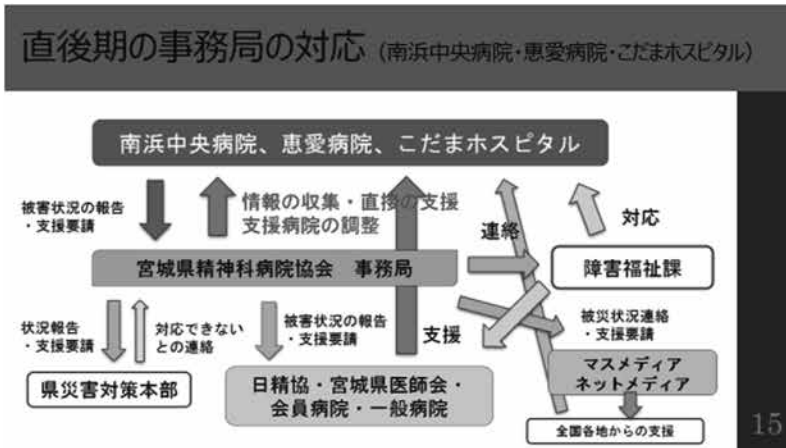 直後期の事務局の対応（南浜中央病院・恵愛病院・こだまホスピタル）
南浜中央病院、恵愛病院、こだまホスピタル
被害状況の報告
・支援要請
情報の収集・直接の支援
支援病院の調整
連絡
対応
宮城県精神科病院協会　事務局
障害福祉課
状況報告
・支援要請
対応できない
との連絡
被害状況の報告
・支援要請
支援
被災状況連絡
・支援要請
県災害対策本部
日精協・宮城県医師会・
会員病院・一般病院
マスメディア
ネットメディア
全国各地からの支援
15